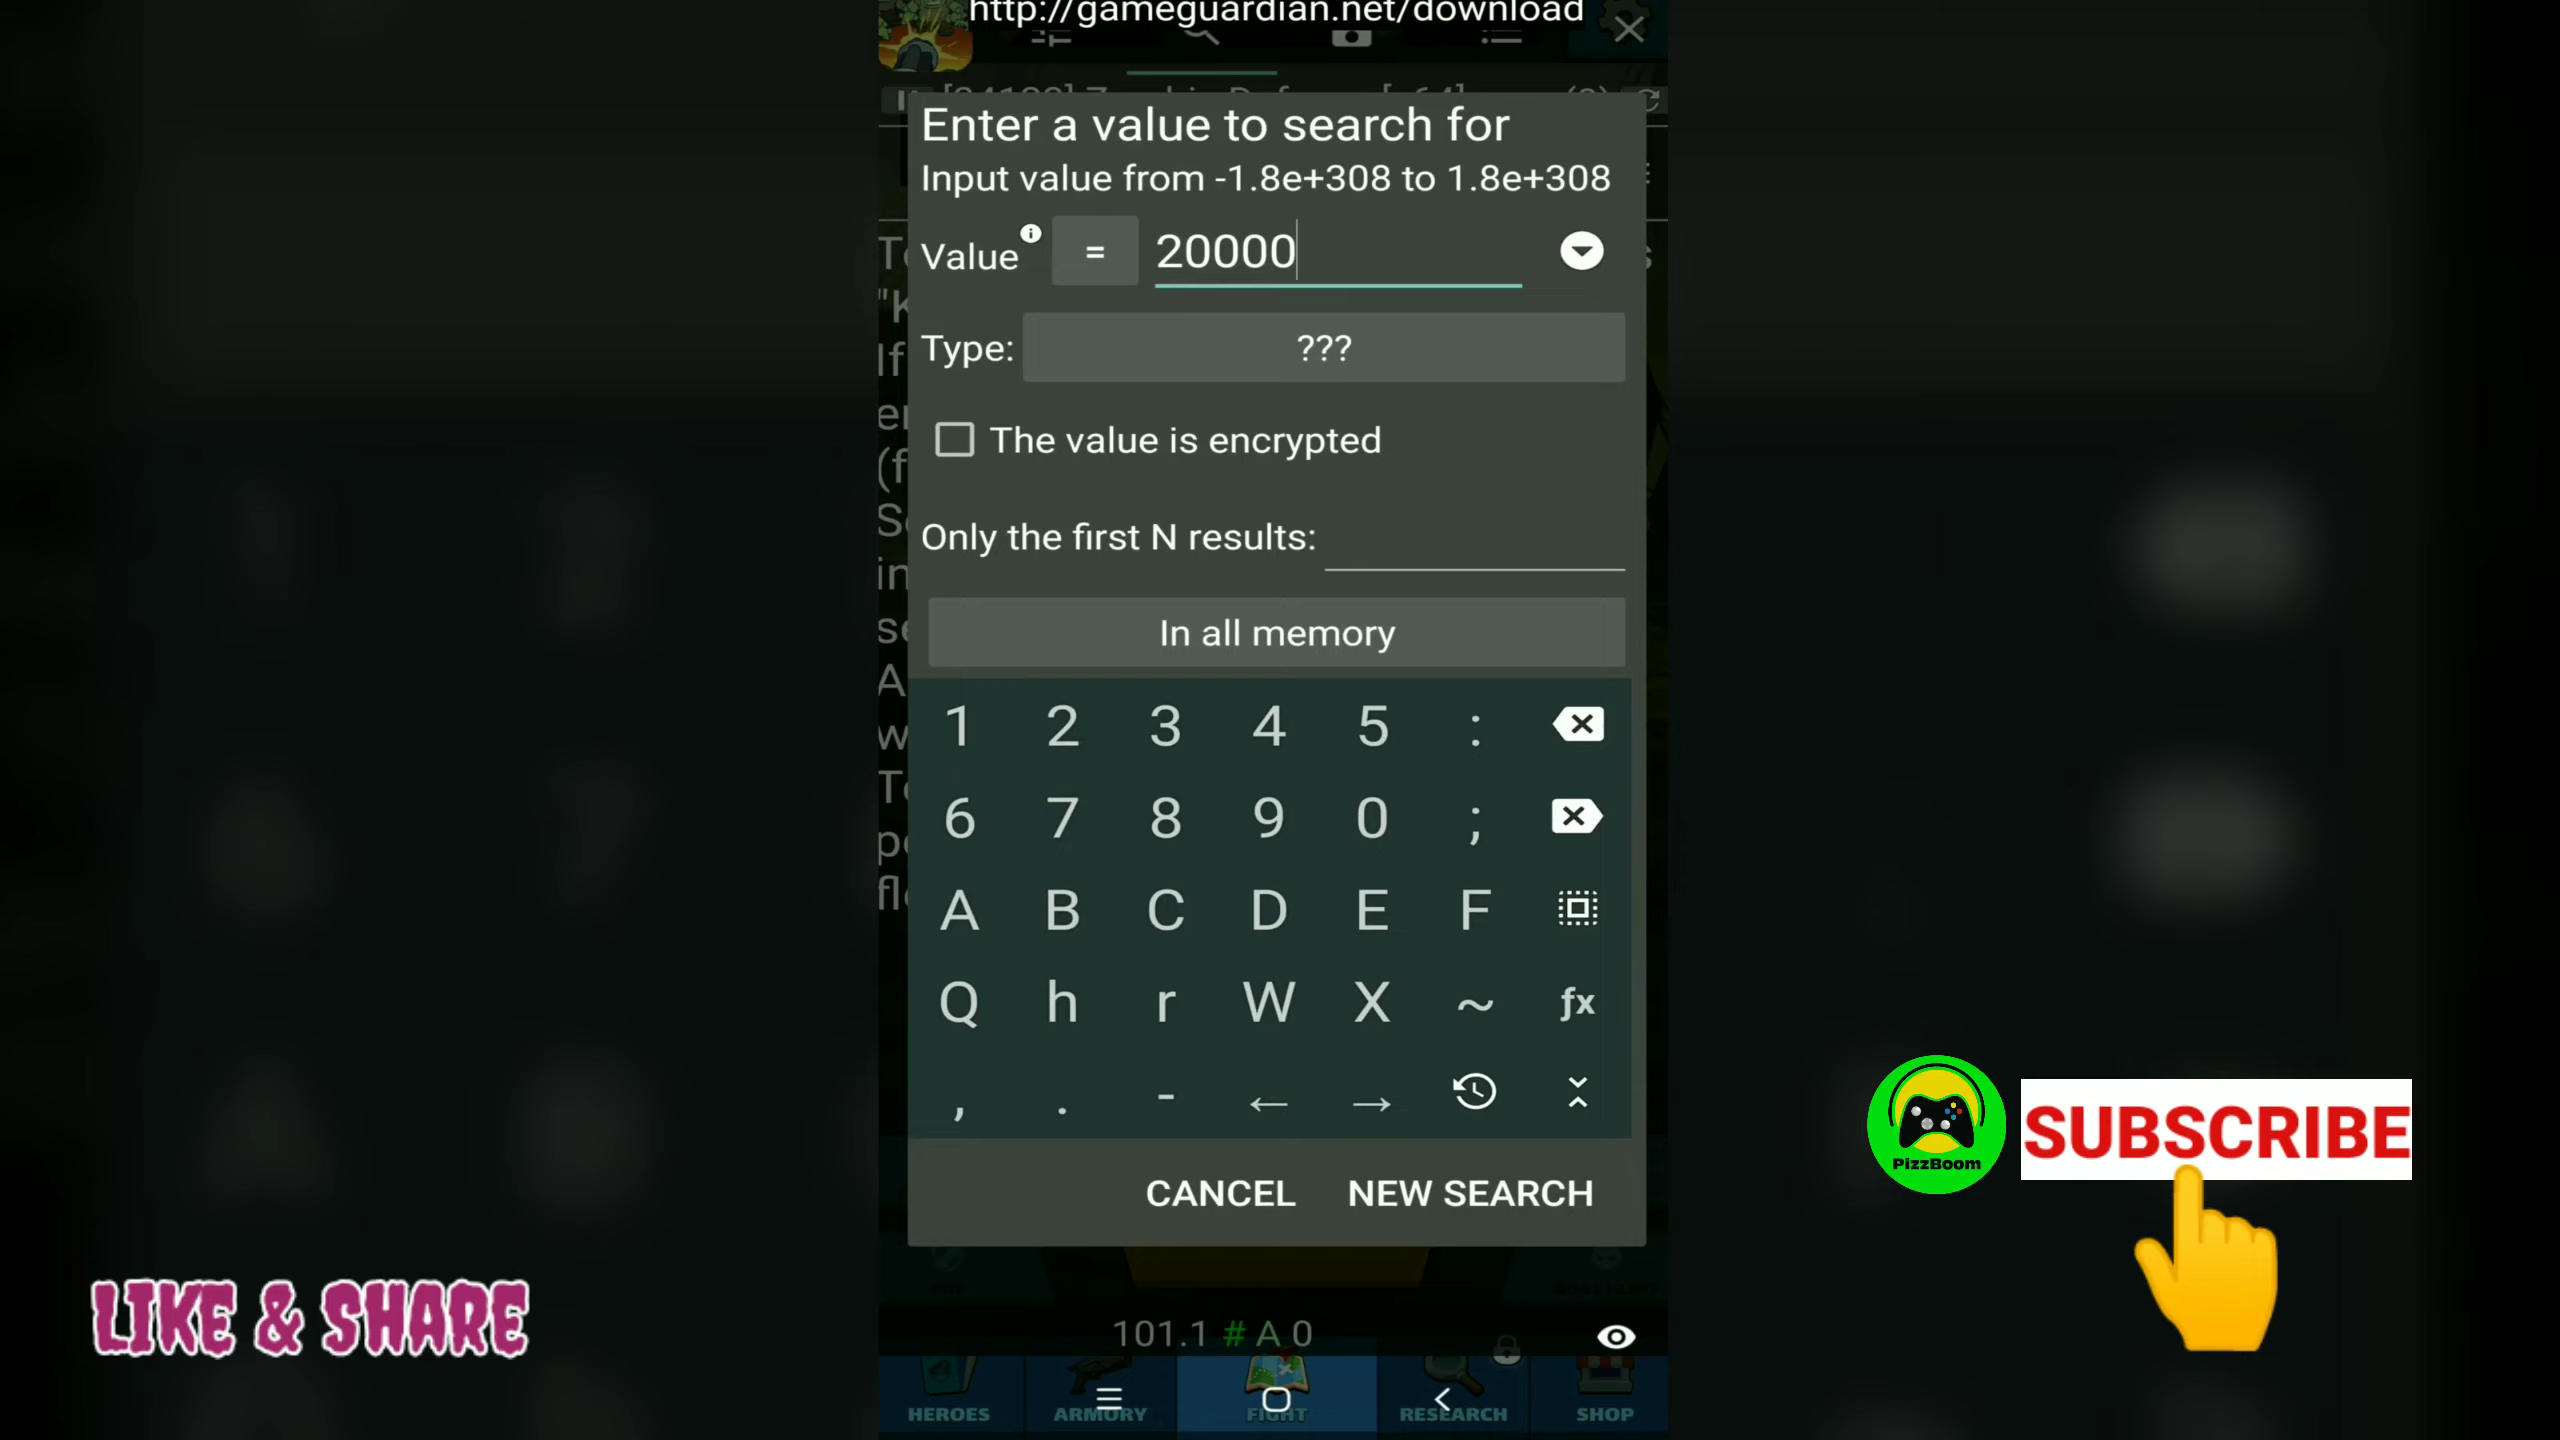 http://gameguardian.net/download
Enter a value to search for
Input value from -1.8e+308 to 1.8e+308
Value = 20000
Type: ???
The value is encrypted
Only the first N results:
In all memory
1 2 3 4 5 :
6 7 8 9 0 ;
A B C D E F
Q h r W X ~ ƒx
, . - ← →
CANCEL NEW SEARCH
101.1 # A 0
HEROES ARMORY FIGHT RESEARCH SHOP
LIKE & SHARE
PizzBoom
SUBSCRIBE